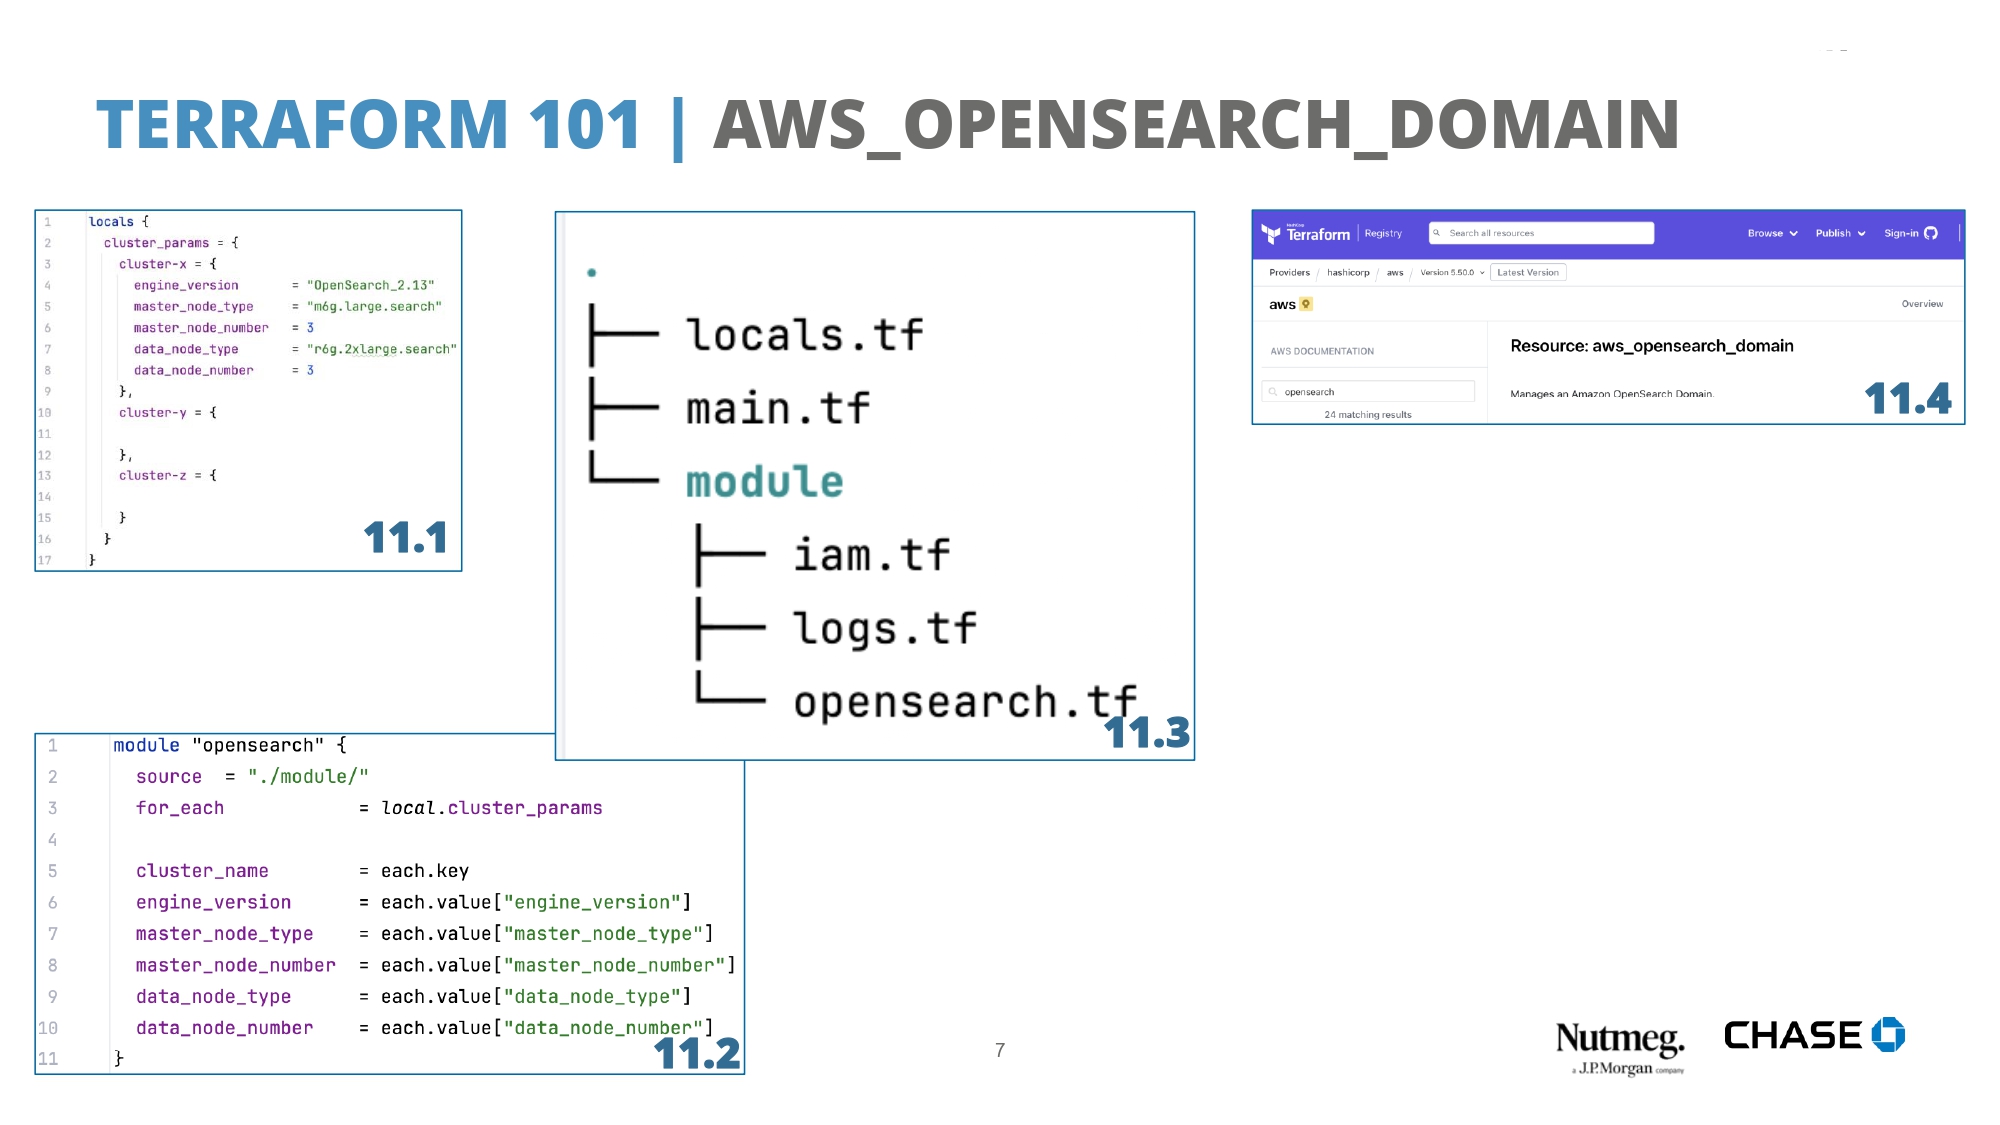 TERRAFORM 101 | AWS_OPENSEARCH_DOMAIN
1 locals {
2 cluster_params = {
3 cluster-x = {
4 engine_version = "OpenSearch_2.13"
5 master_node_type = "m6g.large.search"
6 master_node_number = 3
7 data_node_type = "r6g.2xlarge.search"
8 data_node_number = 3
9 },
10 cluster-y = {
11
12 },
13 cluster-z = {
14
15 }
16 }
17 }
11.1
1 module "opensearch" {
2 source = "./module/"
3 for_each = local.cluster_params
4
5 cluster_name = each.key
6 engine_version = each.value["engine_version"]
7 master_node_type = each.value["master_node_type"]
8 master_node_number = each.value["master_node_number"]
9 data_node_type = each.value["data_node_type"]
10 data_node_number = each.value["data_node_number"]
11 }
11.2
.
├── locals.tf
├── main.tf
└── module
├── iam.tf
├── logs.tf
└── opensearch.tf
11.3
Terraform | Registry Search all resources Browse Publish Sign-in
Providers / hashicorp / aws / Version 5.50.0 Latest Version
aws Overview
AWS DOCUMENTATION
Resource: aws_opensearch_domain
opensearch
Manages an Amazon OpenSearch Domain.
24 matching results
11.4
7
Nutmeg.
a J.P.Morgan company
CHASE